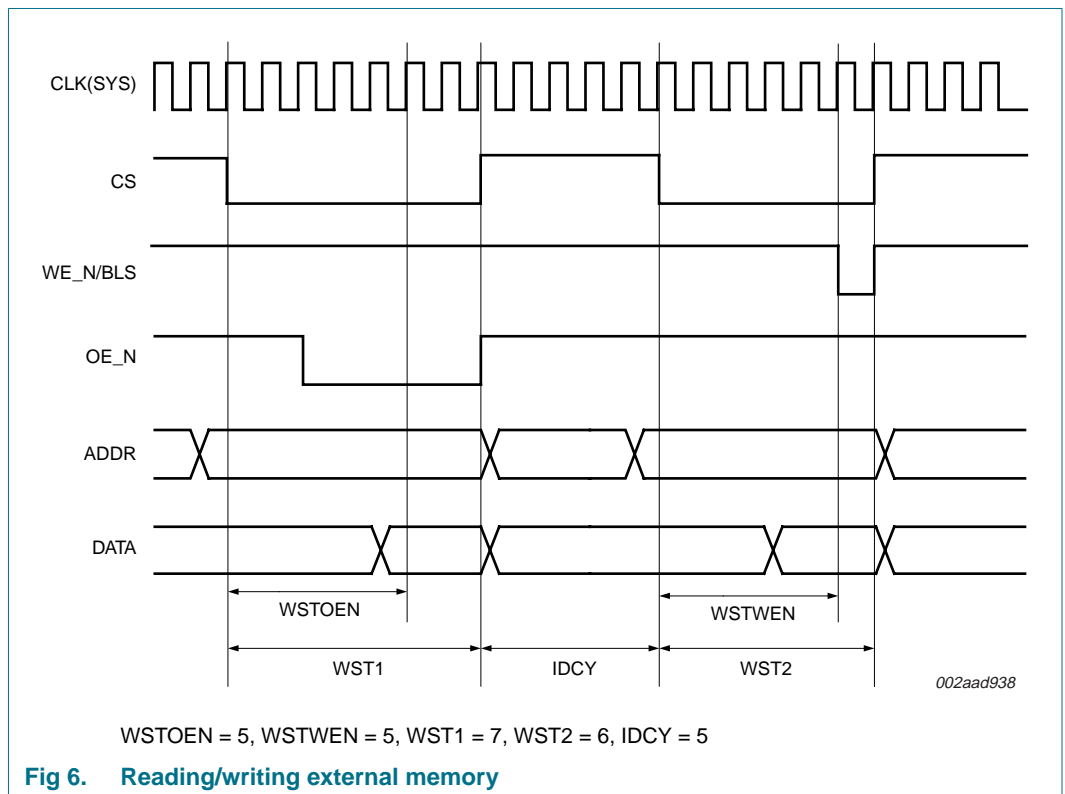 CLK(SYS)
CS
WE_N/BLS
OE_N
ADDR
DATA
WSTOEN
WSTWEN
WST1
IDCY
WST2
002aad938
WSTOEN = 5, WSTWEN = 5, WST1 = 7, WST2 = 6, IDCY = 5
Fig 6. Reading/writing external memory